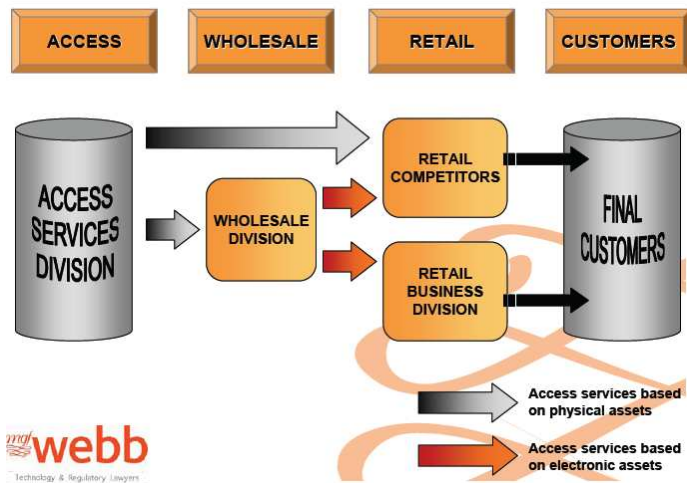 ACCESS
WHOLESALE
RETAIL
CUSTOMERS
ACCESS
SERVICES
DIVISION
WHOLESALE
DIVISION
RETAIL
COMPETITORS
RETAIL
BUSINESS
DIVISION
FINAL
CUSTOMERS
Access services based
on physical assets
Access services based
on electronic assets
mgf
webb
Technology & Regulatory Lawyers